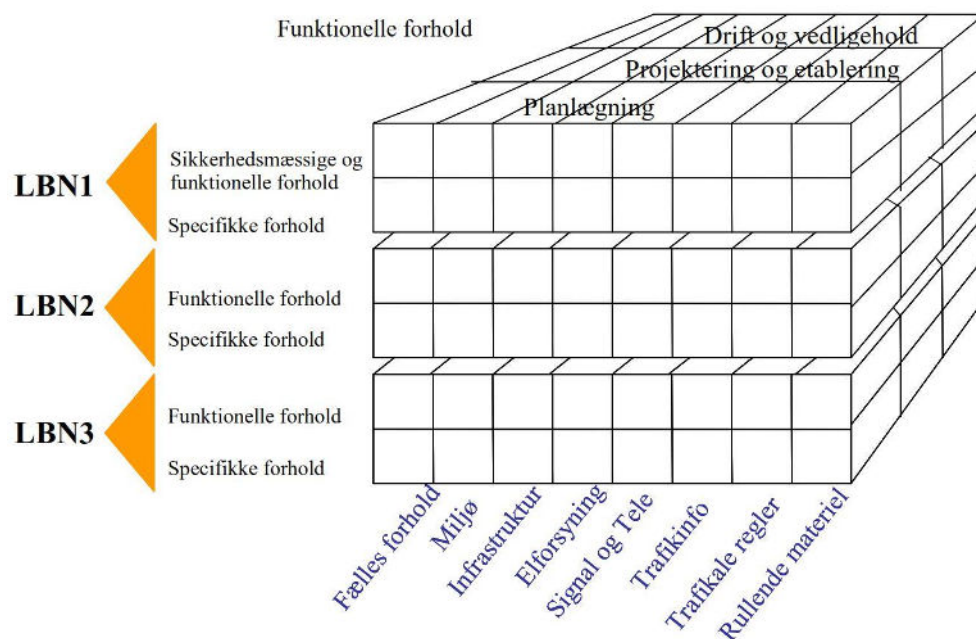 Funktionelle forhold
Drift og vedligehold
Projektering og etablering
Planlægning
LBN1
Sikkerhedsmæssige og
funktionelle forhold
Specifikke forhold
LBN2
Funktionelle forhold
Specifikke forhold
LBN3
Funktionelle forhold
Specifikke forhold
Fælles forhold
Miljø
Infrastruktur
Elforsyning
Signal og Tele
Trafikinfo
Trafikale regler
Rullende materiel